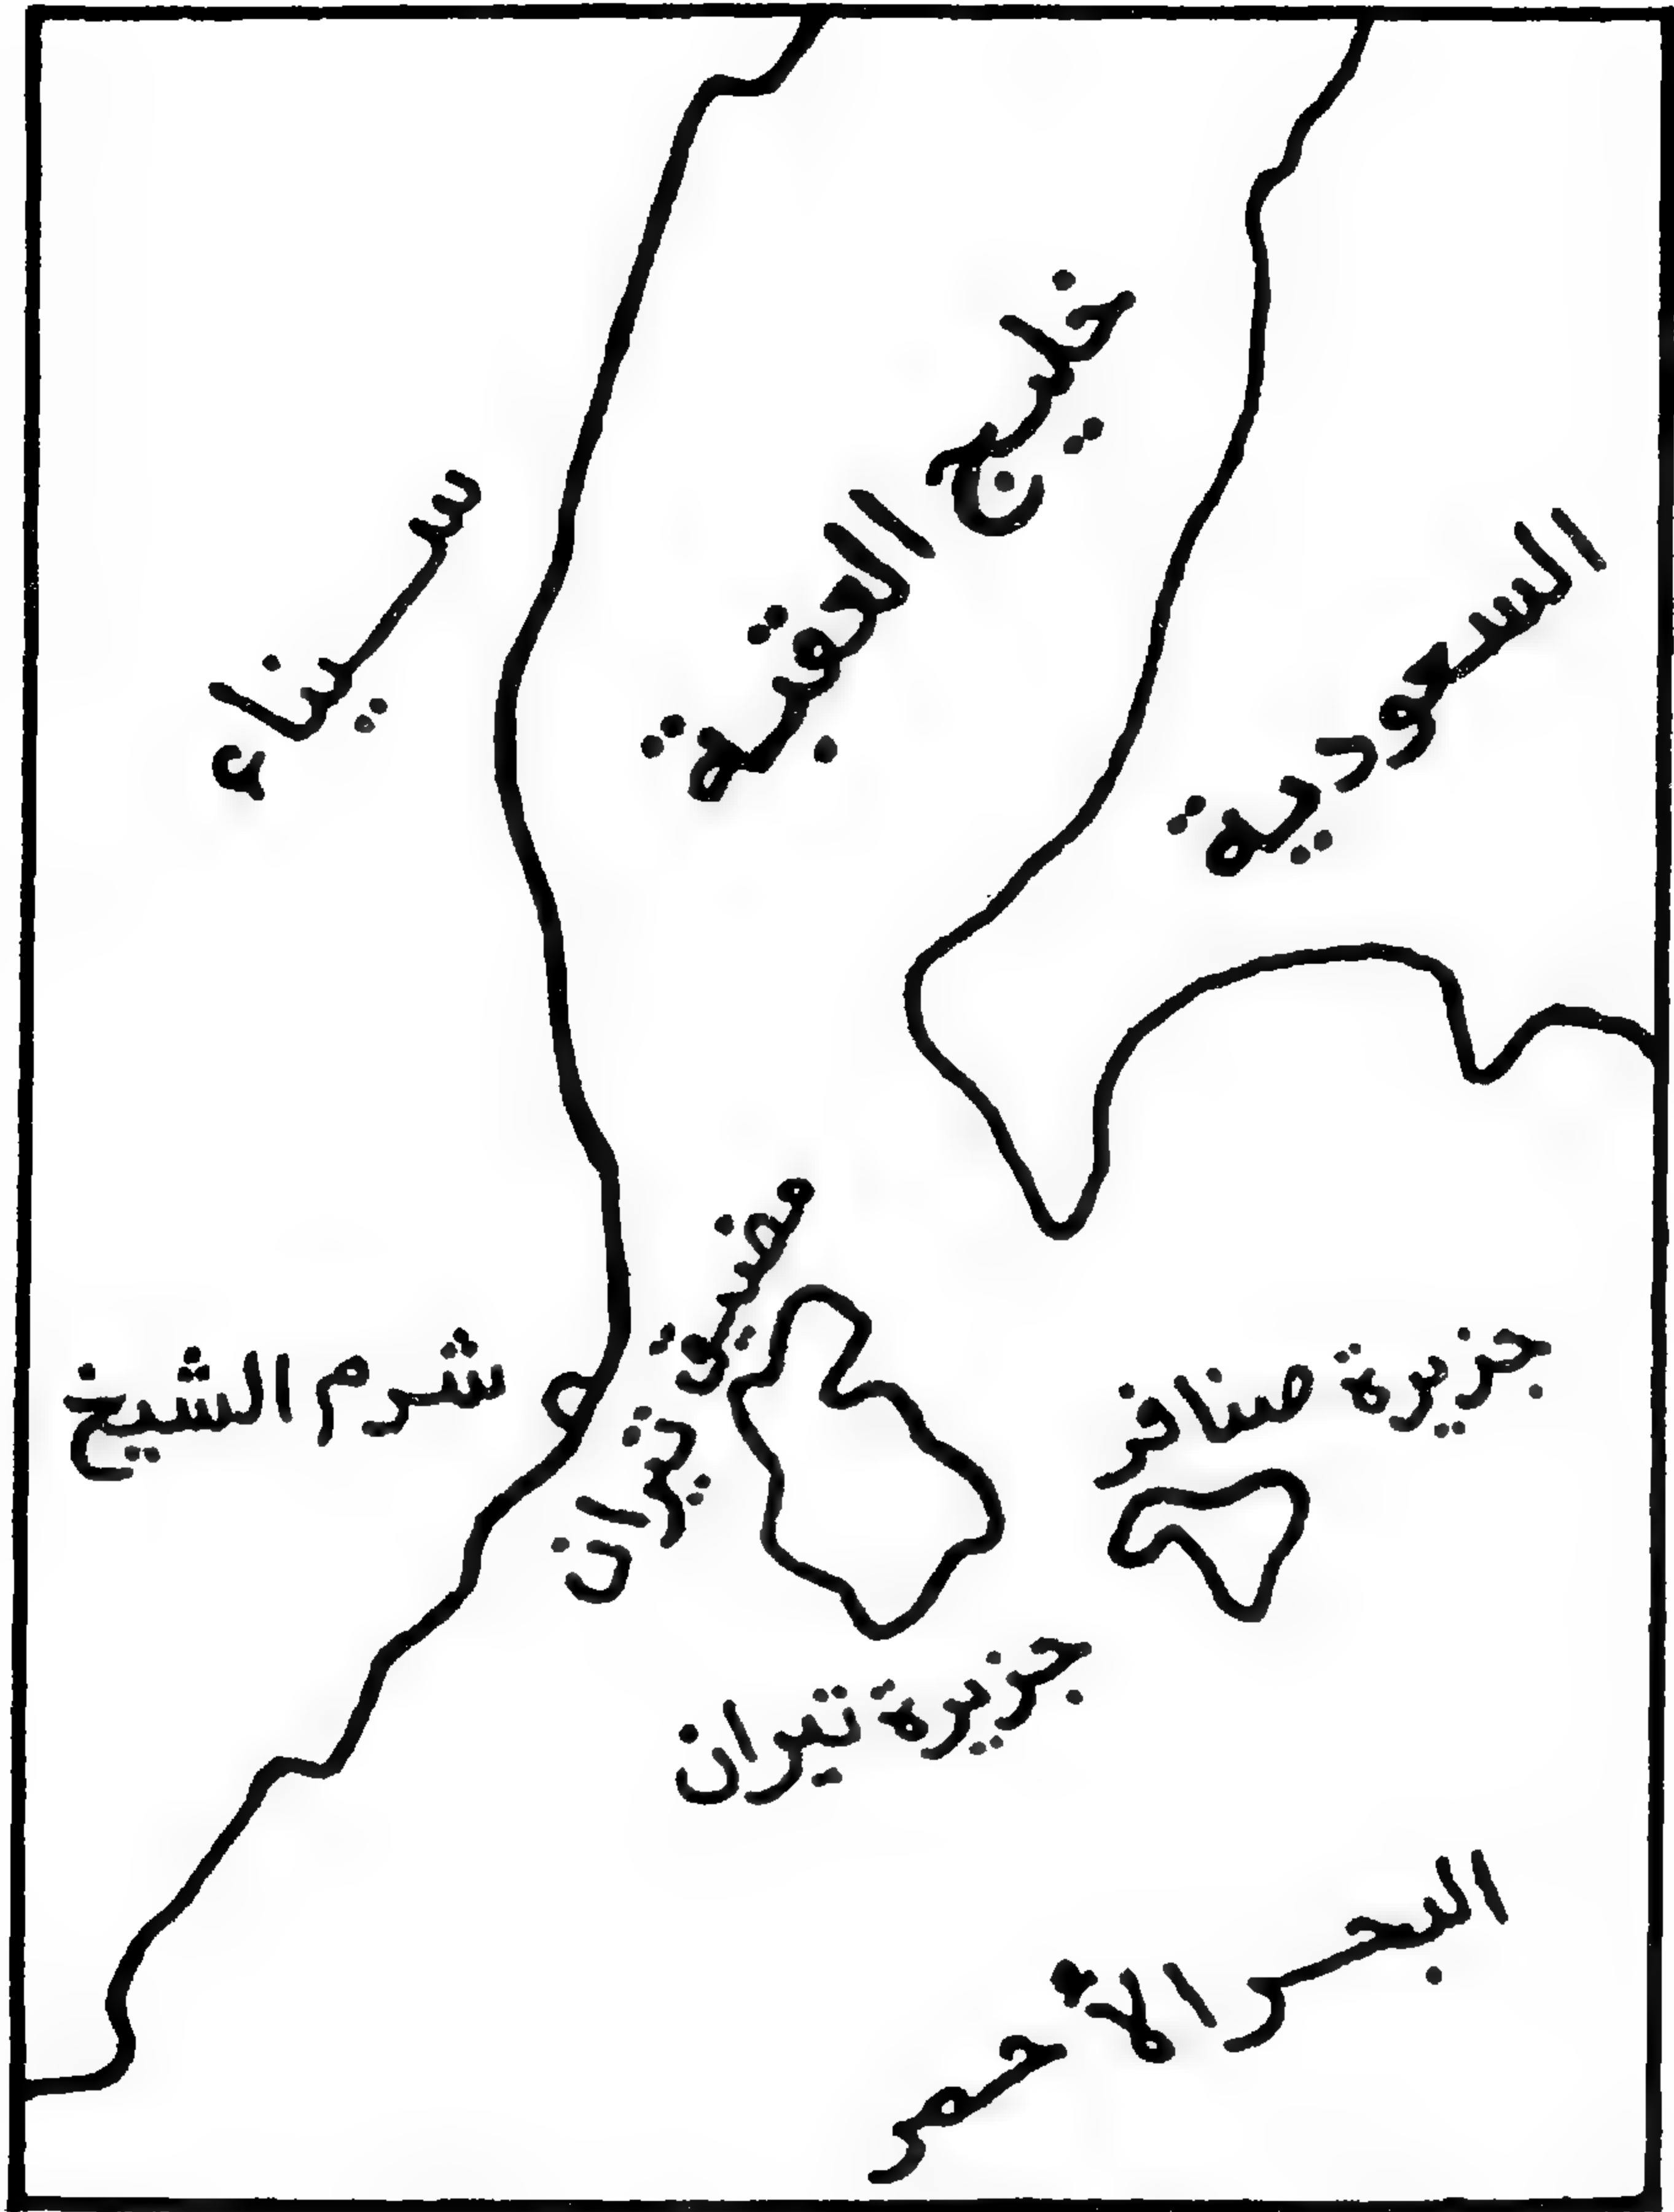 خليج العقبة
سيناء
السعودية
مضيق
تيران
شرم الشيخ
جزيرة صنافر
جزيرة تيران
البحر الأحمر